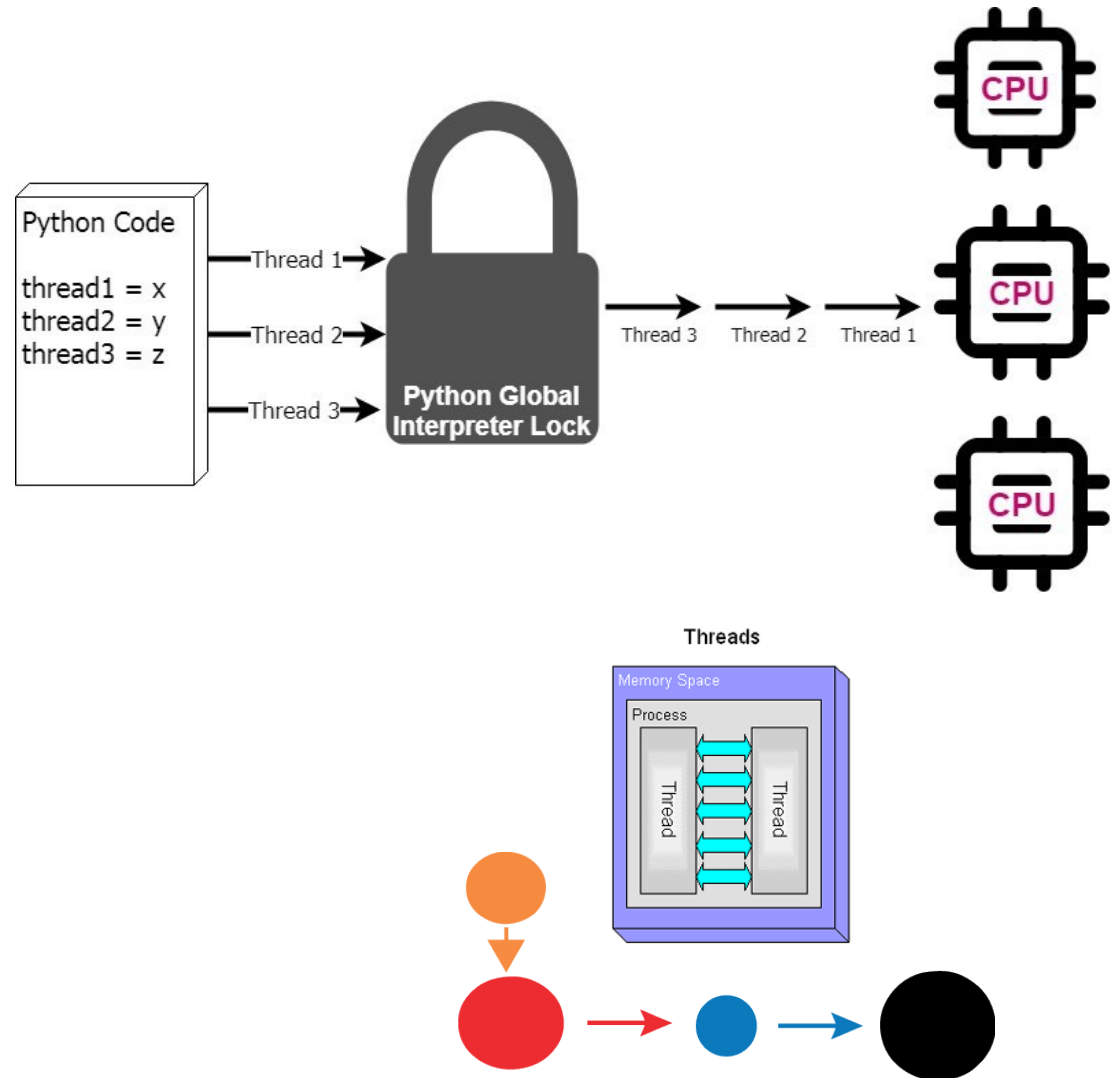 CPU
Python Code
thread1 = x
thread2 = y
thread3 = z
Thread 1
Thread 2
Thread 3
Python Global
Interpreter Lock
Thread 3
Thread 2
Thread 1
CPU
CPU
Threads
Memory Space
Process
Thread
Thread